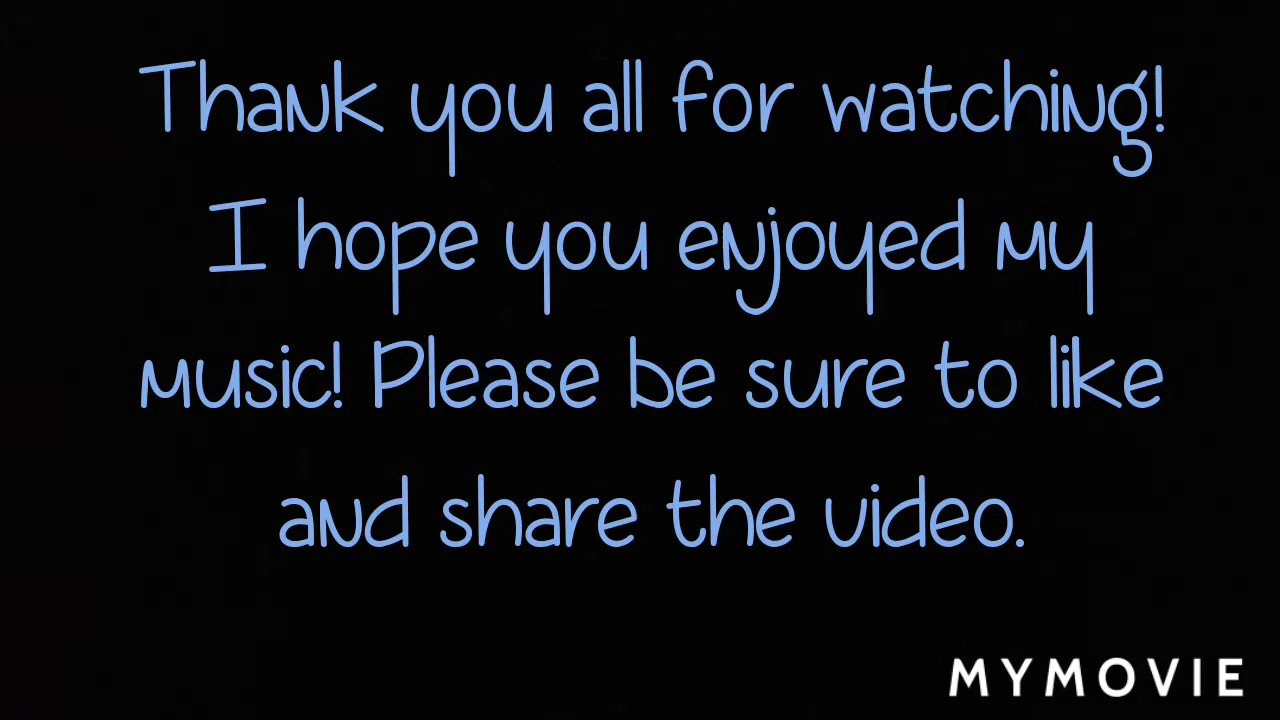 Thank you all for watching!
I hope you enjoyed my
music! Please be sure to like
and share the video.
MYMOVIE